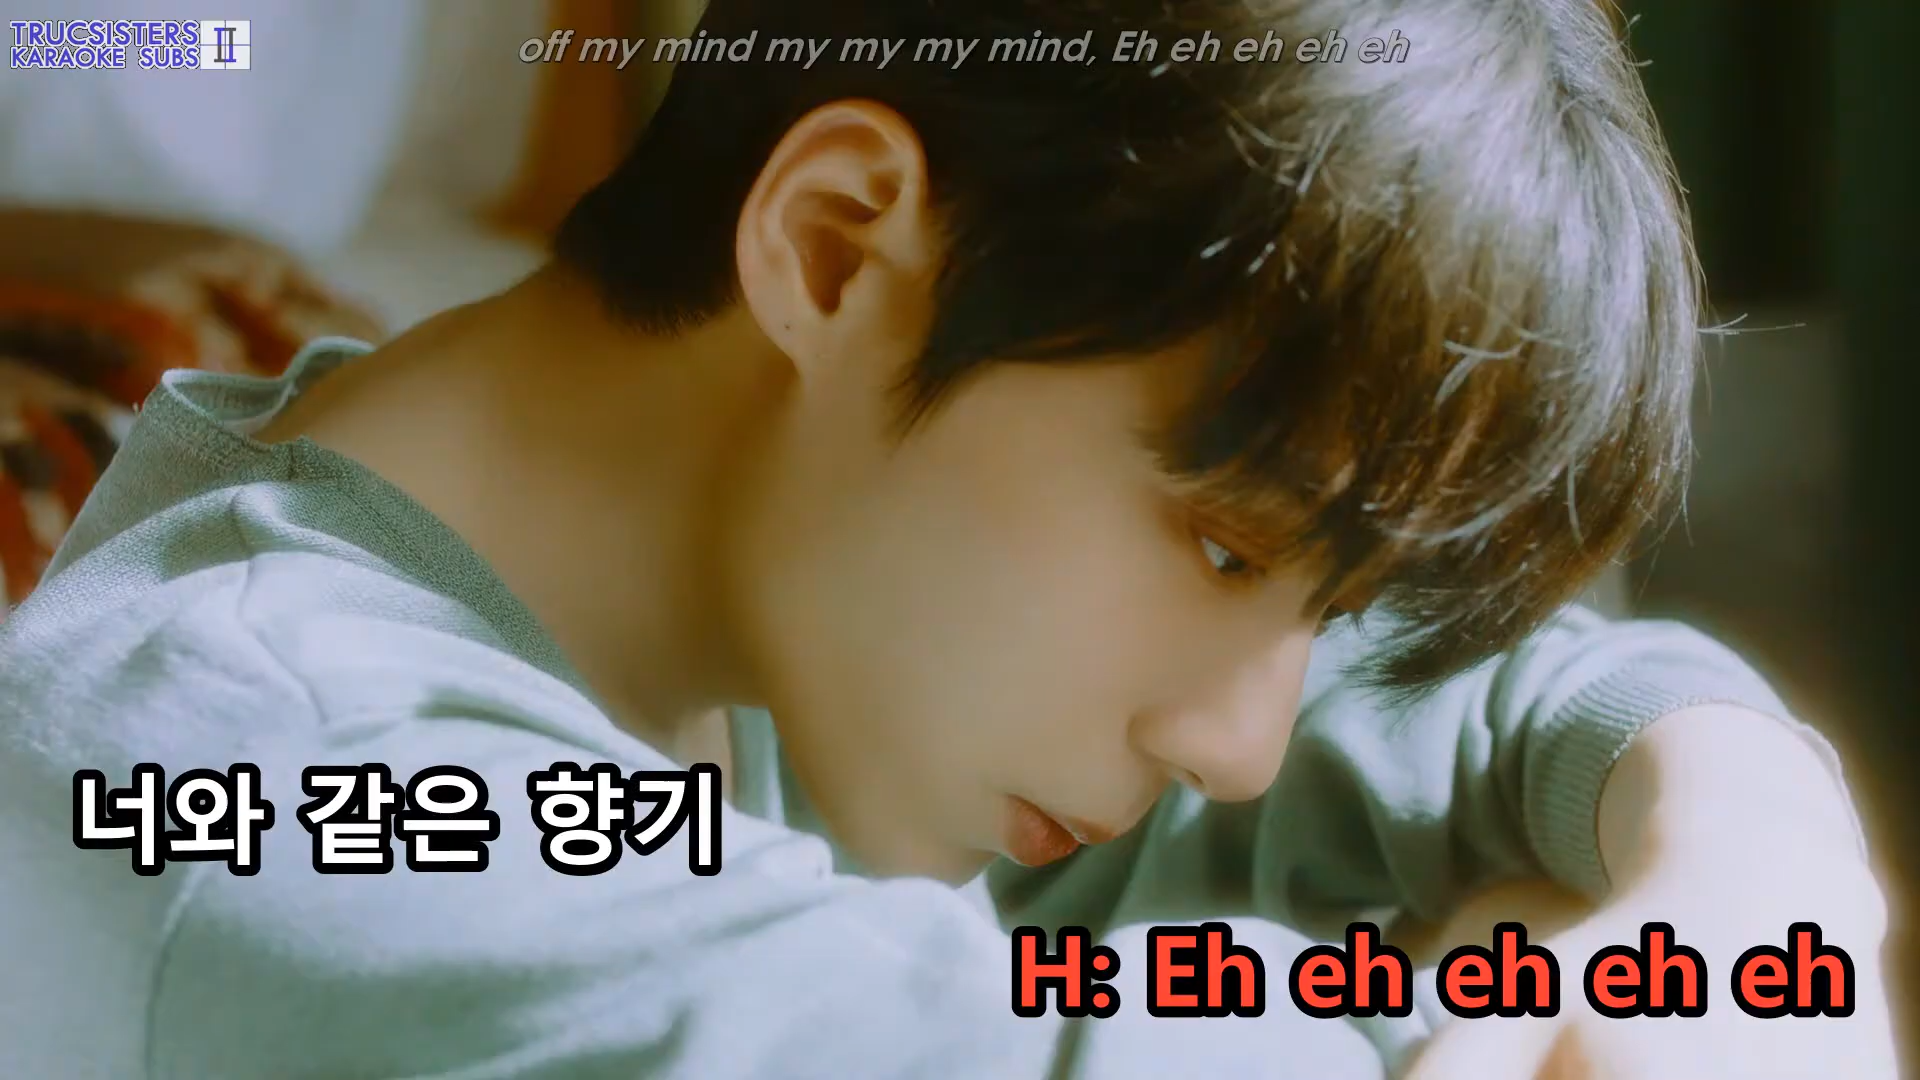 TRUCSISTERS
KARAOKE SUBS II
off my mind my my my mind, Eh eh eh eh eh
너와 같은 향기
H: Eh eh eh eh eh